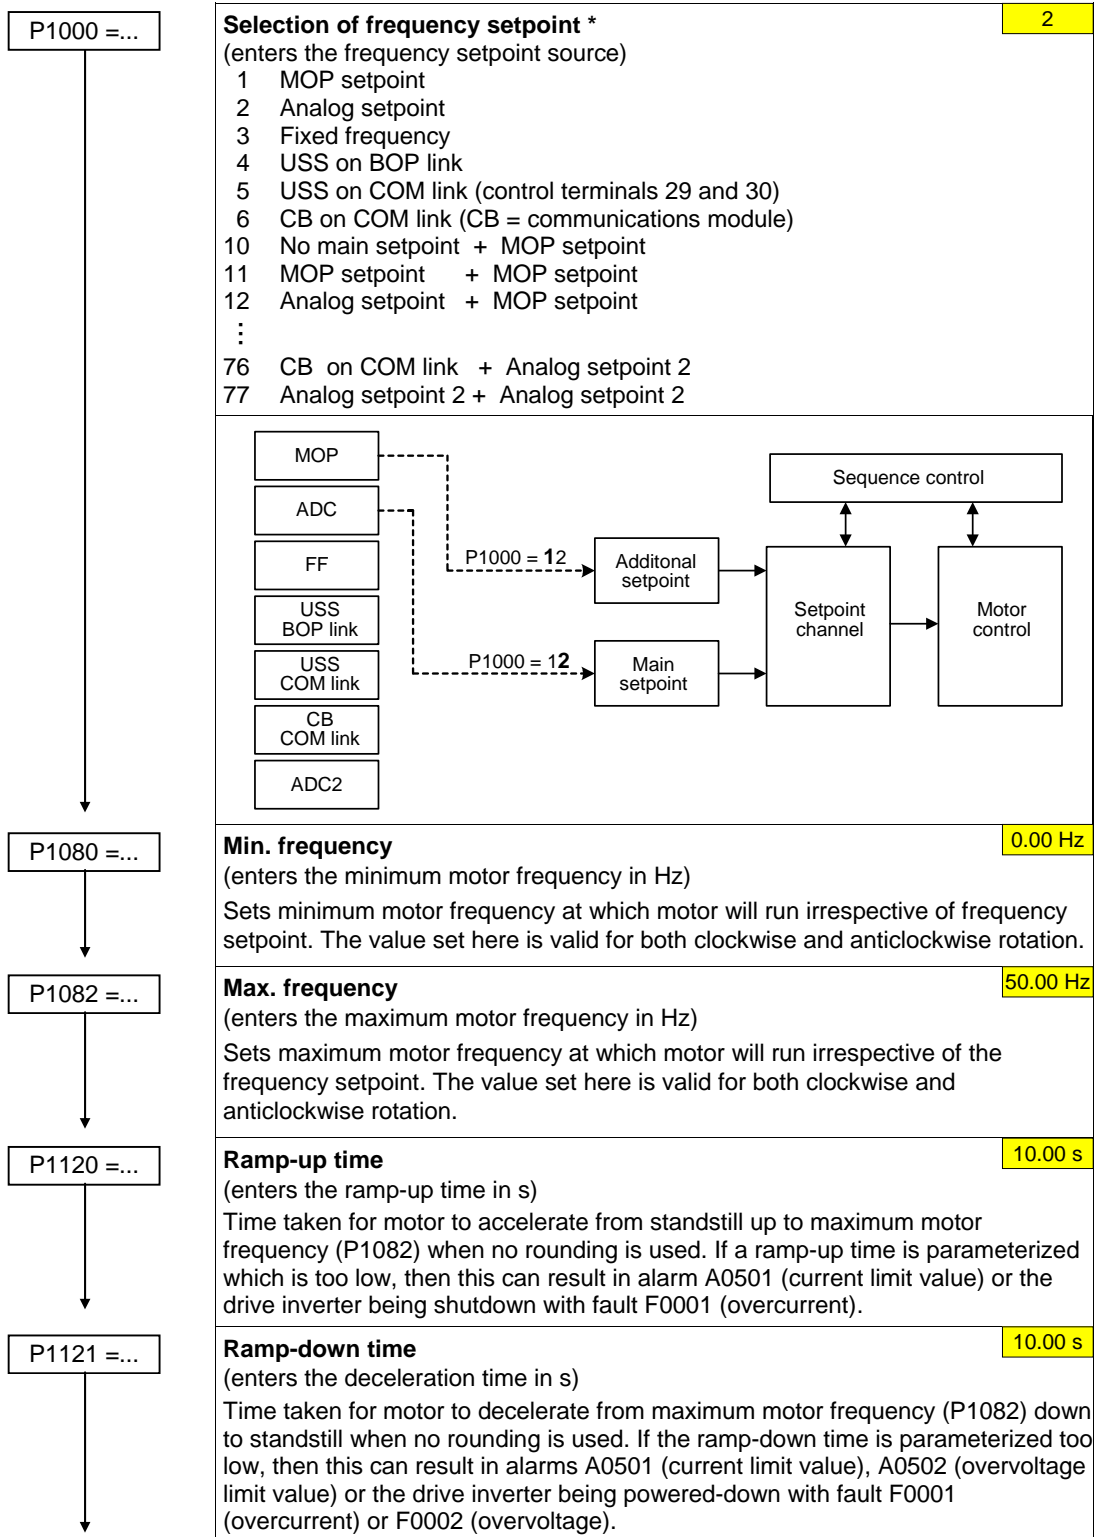 P1000 =...
Selection of frequency setpoint *
2
(enters the frequency setpoint source)
1 MOP setpoint
2 Analog setpoint
3 Fixed frequency
4 USS on BOP link
5 USS on COM link (control terminals 29 and 30)
6 CB on COM link (CB = communications module)
10 No main setpoint + MOP setpoint
11 MOP setpoint + MOP setpoint
12 Analog setpoint + MOP setpoint
⋮
76 CB on COM link + Analog setpoint 2
77 Analog setpoint 2 + Analog setpoint 2
MOP
ADC
FF
USS
BOP link
USS
COM link
CB
COM link
ADC2
P1000 = 12
P1000 = 12
Additonal
setpoint
Main
setpoint
Sequence control
Setpoint
channel
Motor
control
P1080 =...
Min. frequency
0.00 Hz
(enters the minimum motor frequency in Hz)
Sets minimum motor frequency at which motor will run irrespective of frequency
setpoint. The value set here is valid for both clockwise and anticlockwise rotation.
P1082 =...
Max. frequency
50.00 Hz
(enters the maximum motor frequency in Hz)
Sets maximum motor frequency at which motor will run irrespective of the
frequency setpoint. The value set here is valid for both clockwise and
anticlockwise rotation.
P1120 =...
Ramp-up time
10.00 s
(enters the ramp-up time in s)
Time taken for motor to accelerate from standstill up to maximum motor
frequency (P1082) when no rounding is used. If a ramp-up time is parameterized
which is too low, then this can result in alarm A0501 (current limit value) or the
drive inverter being shutdown with fault F0001 (overcurrent).
P1121 =...
Ramp-down time
10.00 s
(enters the deceleration time in s)
Time taken for motor to decelerate from maximum motor frequency (P1082) down
to standstill when no rounding is used. If the ramp-down time is parameterized too
low, then this can result in alarms A0501 (current limit value), A0502 (overvoltage
limit value) or the drive inverter being powered-down with fault F0001
(overcurrent) or F0002 (overvoltage).